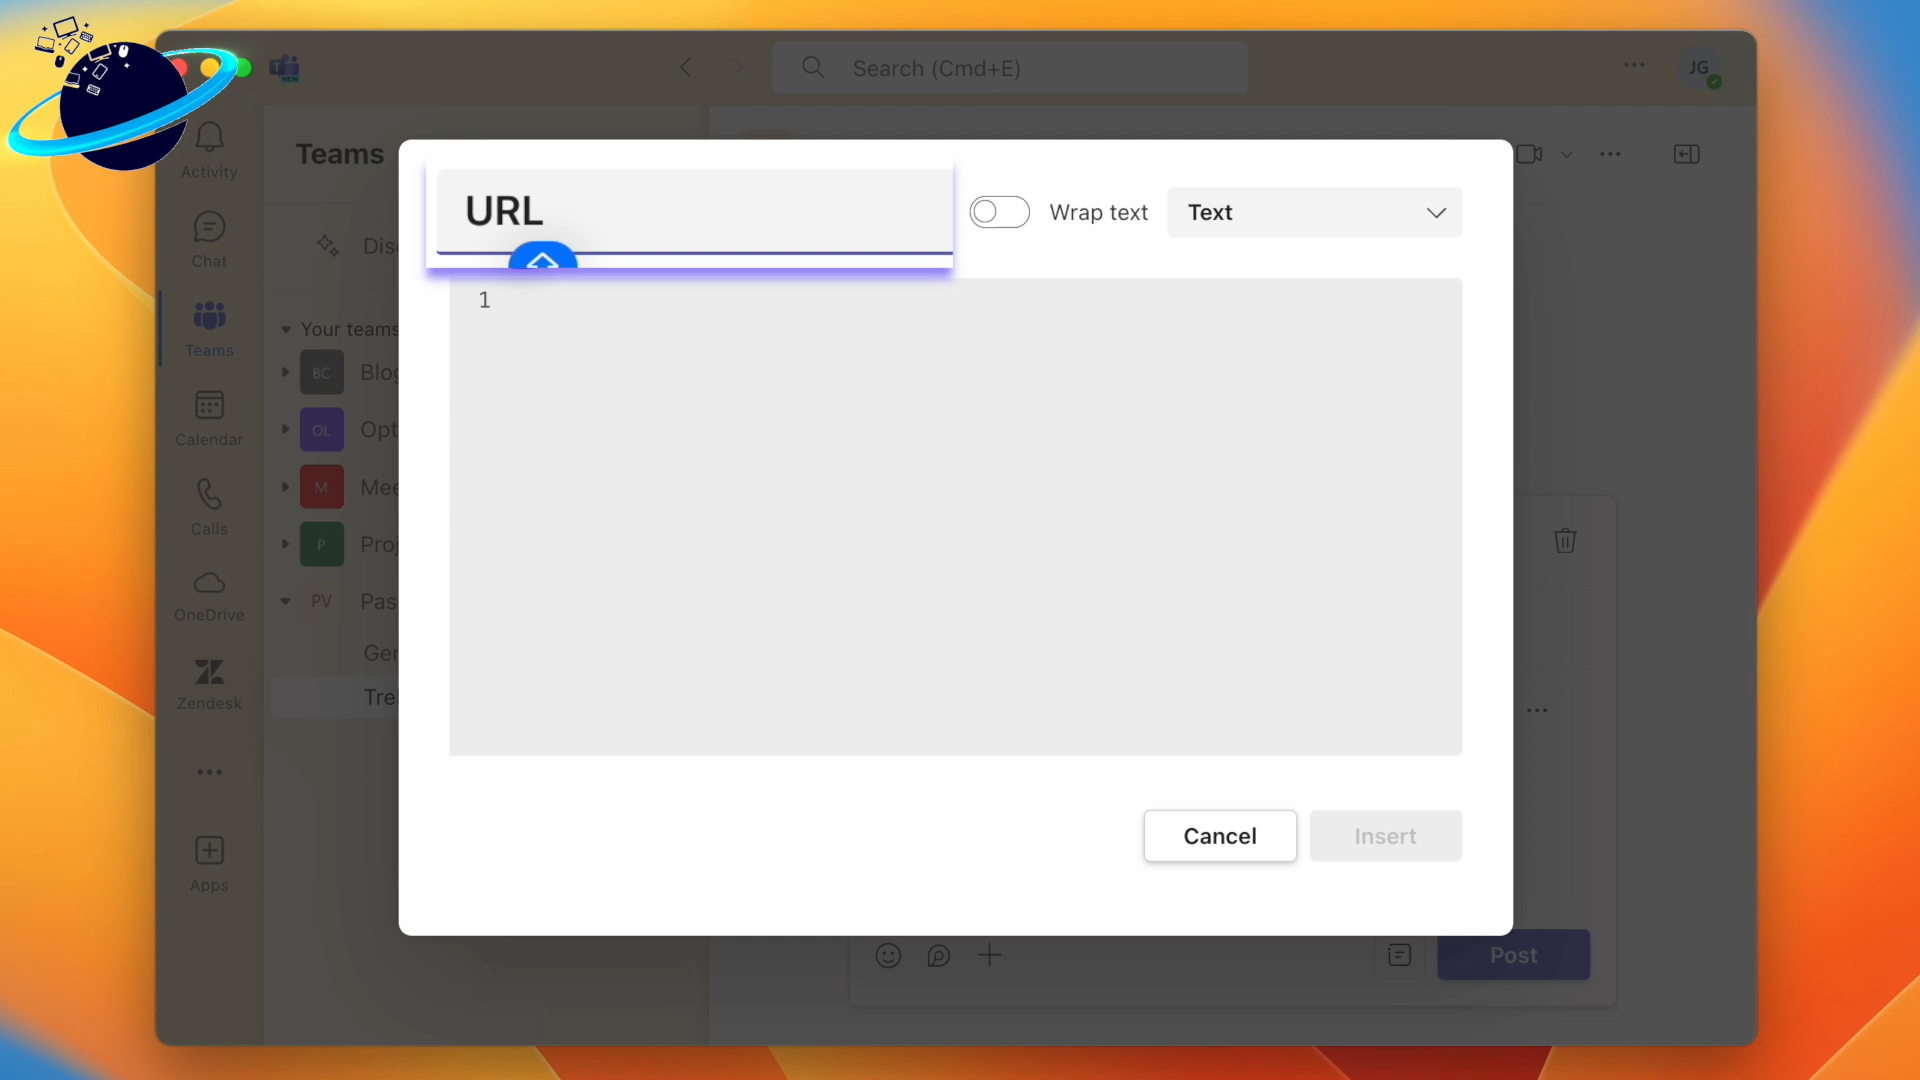 NEW
Search (Cmd+E)
JG
Activity
Teams
URL
Wrap text
Text
Chat
1
Your teams
Teams
BC
Calendar
OL
M
Calls
P
OneDrive
PV
Zendesk
Cancel
Insert
Apps
Post